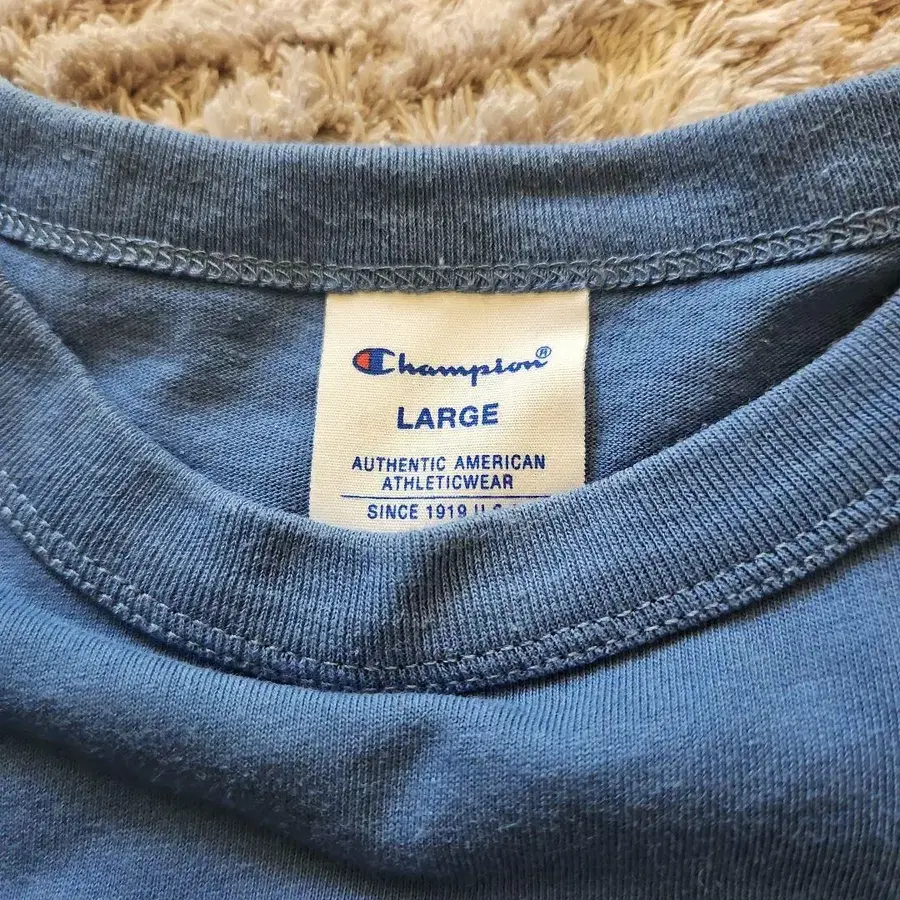 Champion®
LARGE
AUTHENTIC AMERICAN
ATHLETICWEAR
SINCE 1919